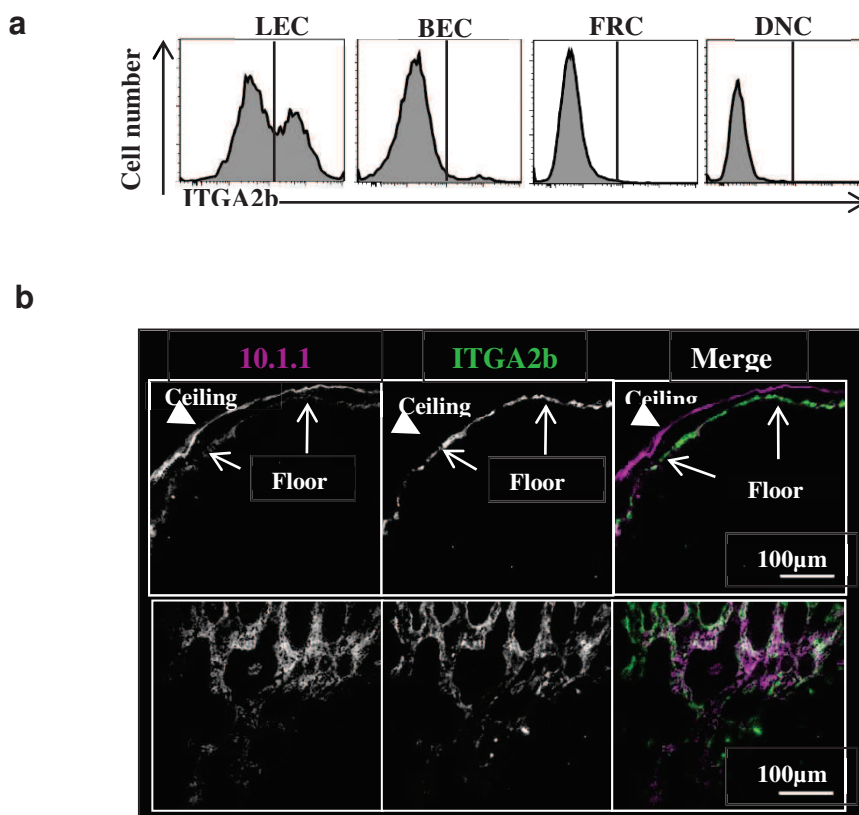 a
LEC BEC FRC DNC
Cell number
ITGA2b
b
10.1.1 ITGA2b Merge
Ceiling Ceiling Ceiling
Floor Floor Floor
100µm
100µm